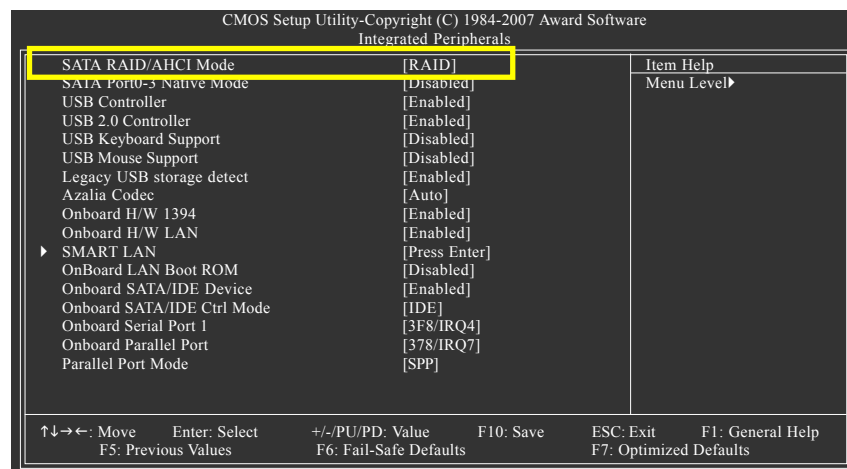 CMOS Setup Utility-Copyright (C) 1984-2007 Award Software
Integrated Peripherals
SATA RAID/AHCI Mode [RAID] Item Help
SATA Port0-3 Native Mode [Disabled] Menu Level▶
USB Controller [Enabled]
USB 2.0 Controller [Enabled]
USB Keyboard Support [Disabled]
USB Mouse Support [Disabled]
Legacy USB storage detect [Enabled]
Azalia Codec [Auto]
Onboard H/W 1394 [Enabled]
Onboard H/W LAN [Enabled]
▶ SMART LAN [Press Enter]
OnBoard LAN Boot ROM [Disabled]
Onboard SATA/IDE Device [Enabled]
Onboard SATA/IDE Ctrl Mode [IDE]
Onboard Serial Port 1 [3F8/IRQ4]
Onboard Parallel Port [378/IRQ7]
Parallel Port Mode [SPP]
↑↓→←: Move Enter: Select +/-/PU/PD: Value F10: Save ESC: Exit F1: General Help
F5: Previous Values F6: Fail-Safe Defaults F7: Optimized Defaults